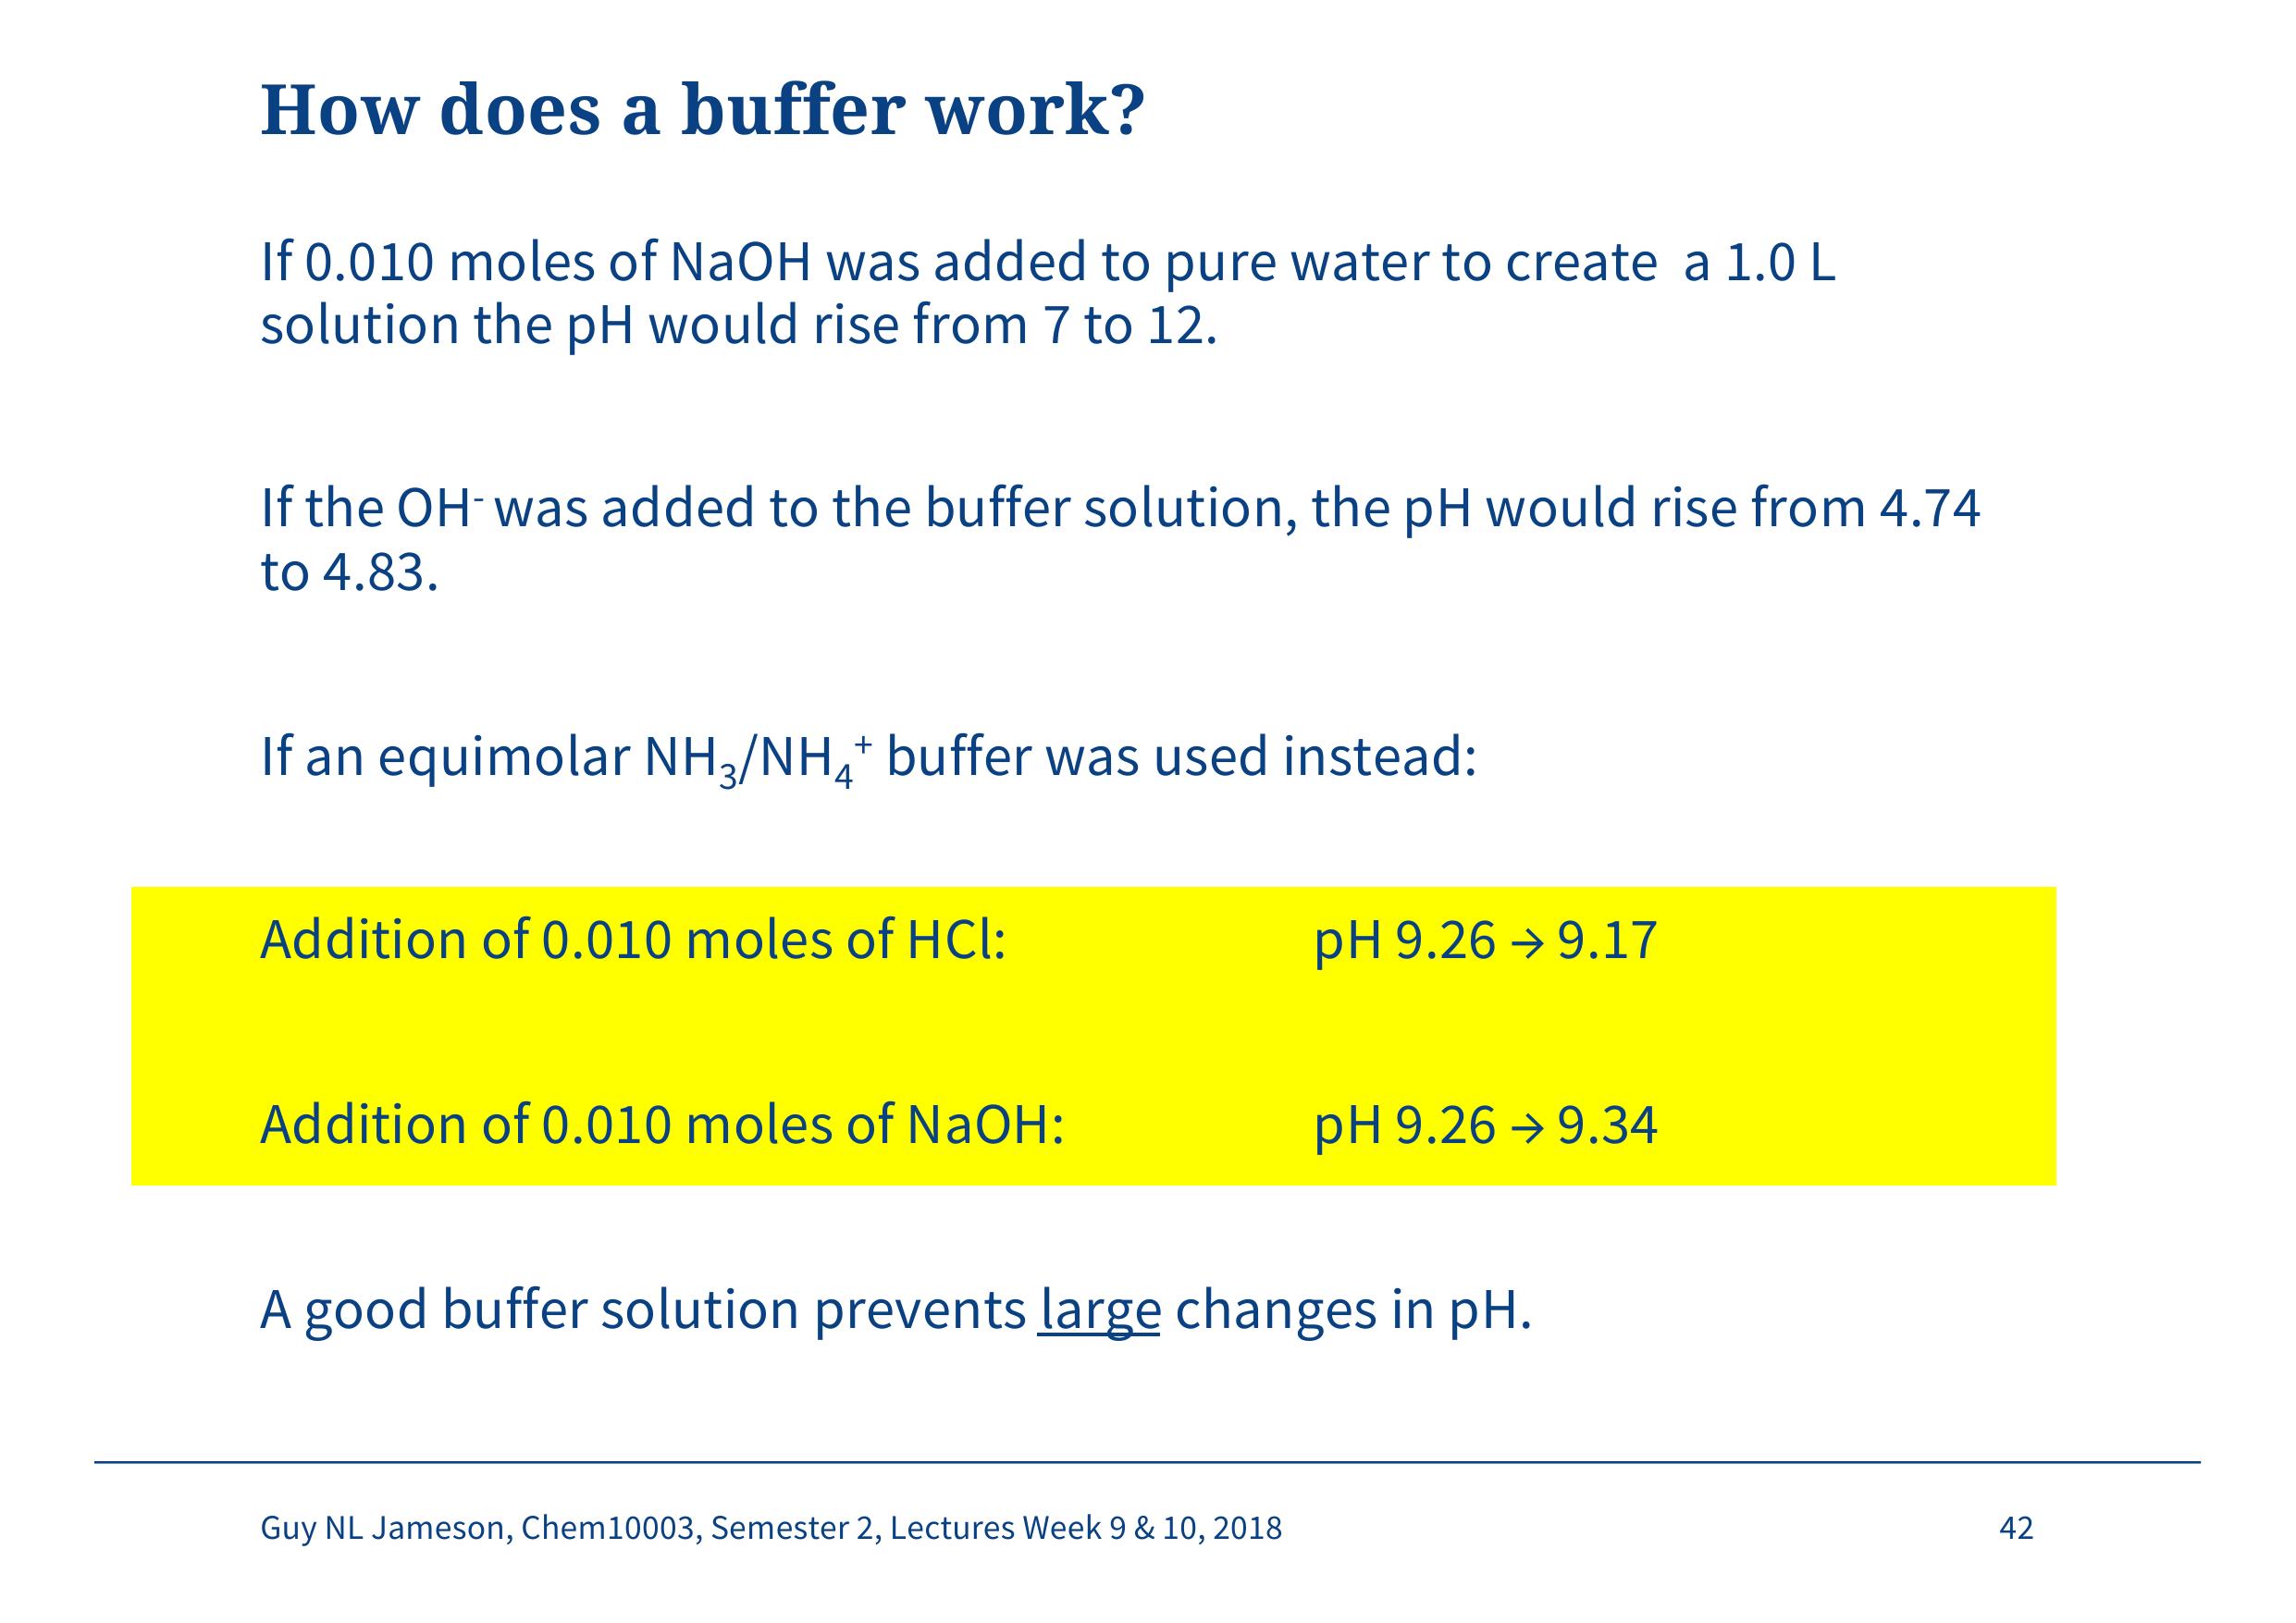 How does a buffer work?
If 0.010 moles of NaOH was added to pure water to create  a 1.0 L
solution the pH would rise from 7 to 12.
If the OH⁻ was added to the buffer solution, the pH would rise from 4.74
to 4.83.
If an equimolar NH₃/NH₄⁺ buffer was used instead:
Addition of 0.010 moles of HCl: pH 9.26 → 9.17
Addition of 0.010 moles of NaOH: pH 9.26 → 9.34
A good buffer solution prevents large changes in pH.
Guy NL Jameson, Chem10003, Semester 2, Lectures Week 9 & 10, 2018 42